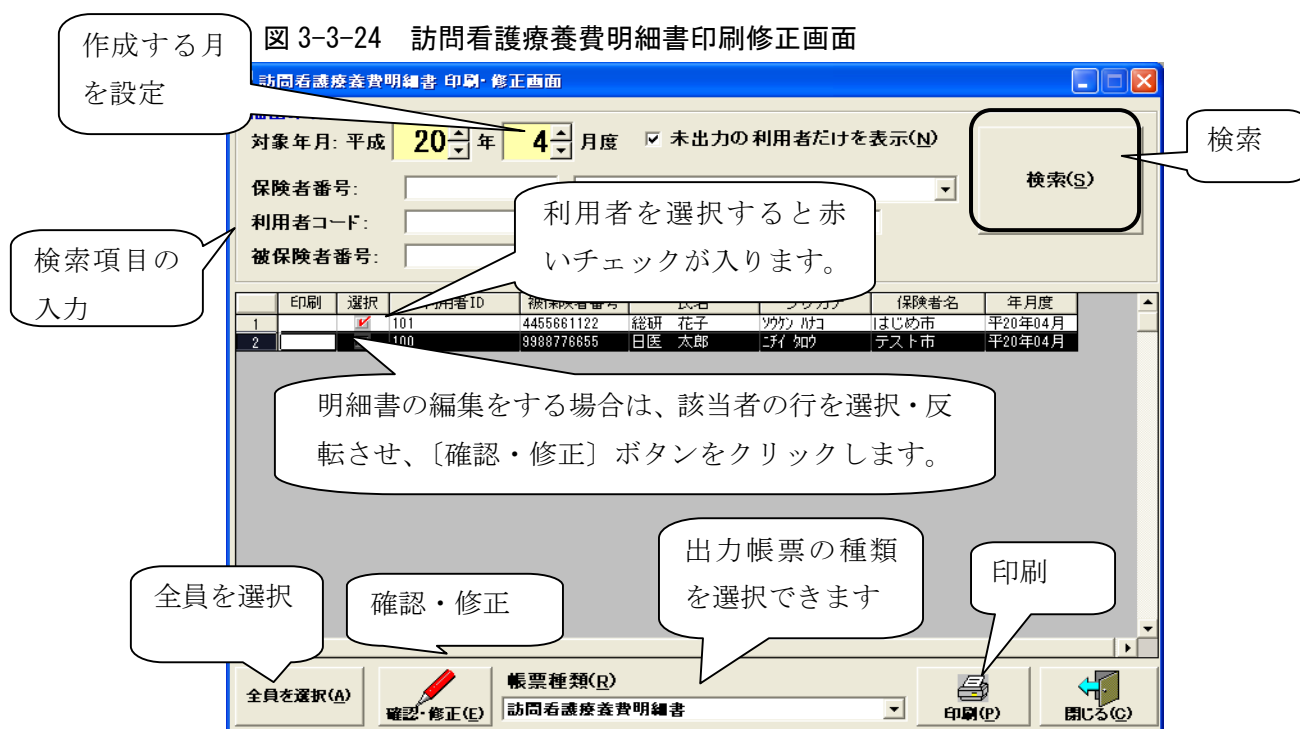 図 3-3-24 訪問看護療養費明細書印刷修正画面
作成する月
を設定
訪問看護療養費明細書 印刷・修正画面
対象年月: 平成 20 年 4 月度 未出力の利用者だけを表示(N)
検索(S)
検索
保険者番号:
利用者コード:
被保険者番号:
検索項目の
入力
利用者を選択すると赤
いチェックが入ります。
印刷 選択 用者ID 被保険者番号 氏名 フリガナ 保険者名 年月度
1 101 4455661122 総研 花子 ソウケン ハナコ はじめ市 平20年04月
2 100 9988776655 日医 太郎 ニチイ タロウ テスト市 平20年04月
明細書の編集をする場合は、該当者の行を選択・反
転させ、〔確認・修正〕ボタンをクリックします。
出力帳票の種類
を選択できます
印刷
全員を選択
確認・修正
全員を選択(A)
確認・修正(E)
帳票種類(R)
訪問看護療養費明細書
印刷(P)
閉じる(C)